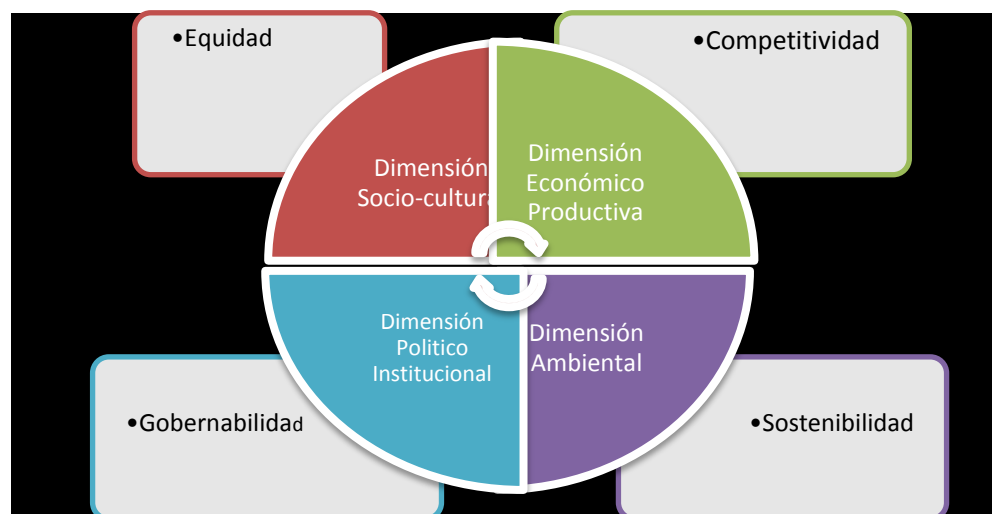 •Equidad
•Competitividad
Dimensión
Socio-cultura
Dimensión
Económico
Productiva
Dimensión
Politico
Institucional
Dimensión
Ambiental
•Gobernabilidad
•Sostenibilidad